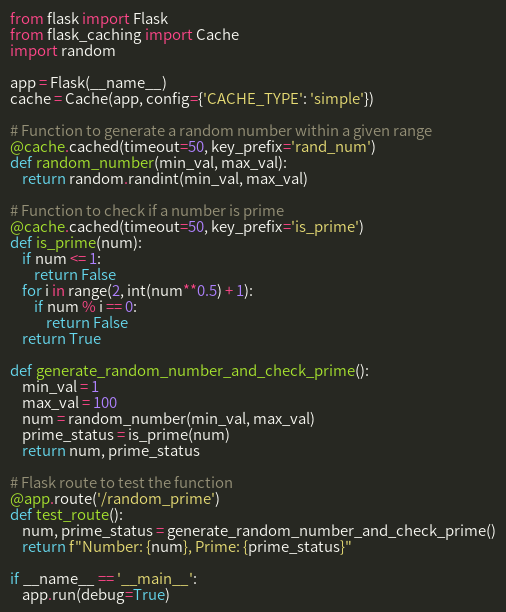 from flask import Flask
from flask_caching import Cache
import random

app = Flask(__name__)
cache = Cache(app, config={'CACHE_TYPE': 'simple'})

# Function to generate a random number within a given range
@cache.cached(timeout=50, key_prefix='rand_num')
def random_number(min_val, max_val):
    return random.randint(min_val, max_val)

# Function to check if a number is prime
@cache.cached(timeout=50, key_prefix='is_prime')
def is_prime(num):
    if num <= 1:
        return False
    for i in range(2, int(num**0.5) + 1):
        if num % i == 0:
            return False
    return True

def generate_random_number_and_check_prime():
    min_val = 1
    max_val = 100
    num = random_number(min_val, max_val)
    prime_status = is_prime(num)
    return num, prime_status

# Flask route to test the function
@app.route('/random_prime')
def test_route():
    num, prime_status = generate_random_number_and_check_prime()
    return f"Number: {num}, Prime: {prime_status}"

if __name__ == '__main__':
    app.run(debug=True)